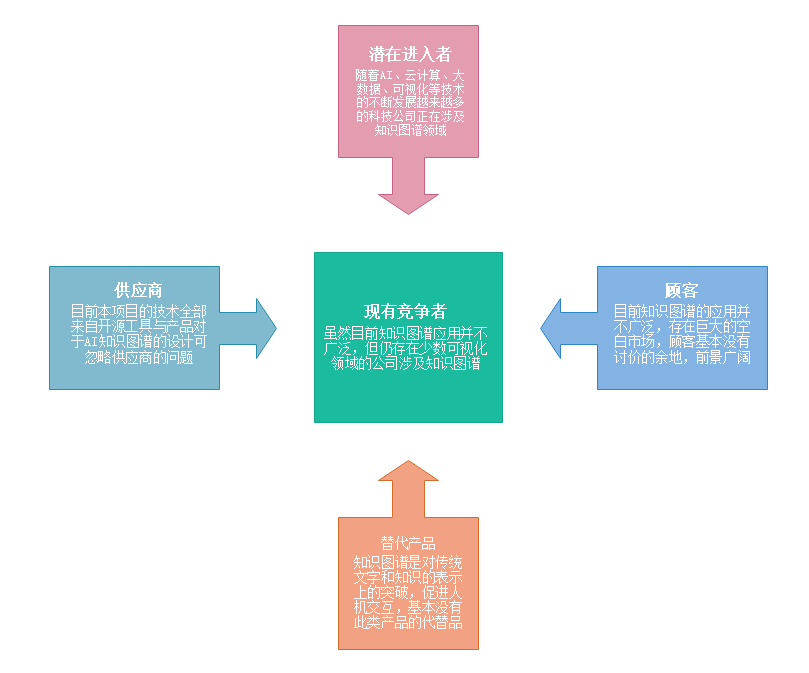 潜在进入者
随着AI、云计算、大
数据、可视化等技术
的不断发展越来越多
的科技公司正在涉及
知识图谱领域
供应商
目前本项目的技术全部
来自开源工具与产品对
于AI知识图谱的设计可
忽略供应商的问题
现有竞争者
虽然目前知识图谱应用并不
广泛，但仍存在少数可视化
领域的公司涉及知识图谱
顾客
目前知识图谱的应用并
不广泛，存在巨大的空
白市场，顾客基本没有
讨价的余地，前景广阔
替代产品
知识图谱是对传统
文字和知识的表示
上的突破，促进人
机交互，基本没有
此类产品的代替品